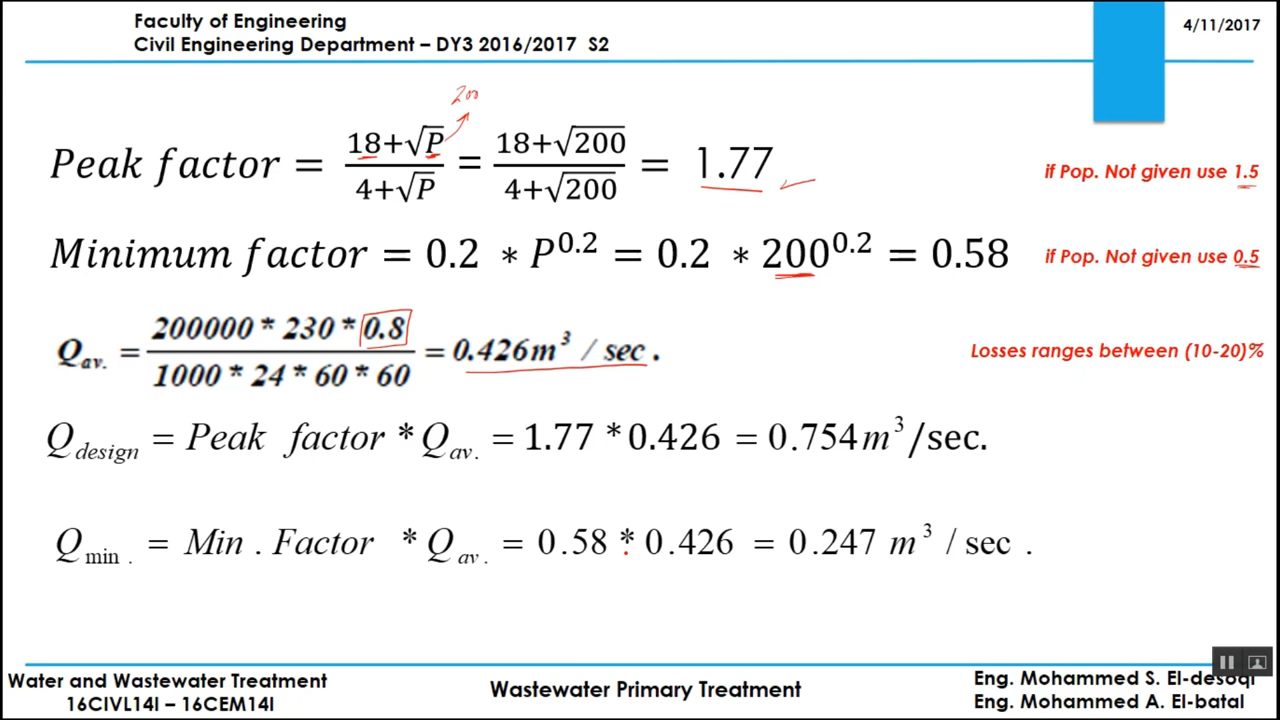 Faculty of Engineering
Civil Engineering Department – DY3 2016/2017 S2
4/11/2017
200
Peak factor = (18+√P)/(4+√P) = (18+√200)/(4+√200) = 1.77
if Pop. Not given use 1.5
Minimum factor = 0.2 * P^0.2 = 0.2 * 200^0.2 = 0.58
if Pop. Not given use 0.5
Q_av. = (200000 * 230 * 0.8)/(1000 * 24 * 60 * 60) = 0.426m³ / sec .
Losses ranges between (10-20)%
Q_design = Peak factor * Q_av. = 1.77 * 0.426 = 0.754 m³/sec.
Q_min . = Min . Factor * Q_av. = 0.58 * 0.426 = 0.247 m³ / sec .
Water and Wastewater Treatment
16CIVL14I – 16CEM14I
Wastewater Primary Treatment
Eng. Mohammed S. El-desoqi
Eng. Mohammed A. El-batal